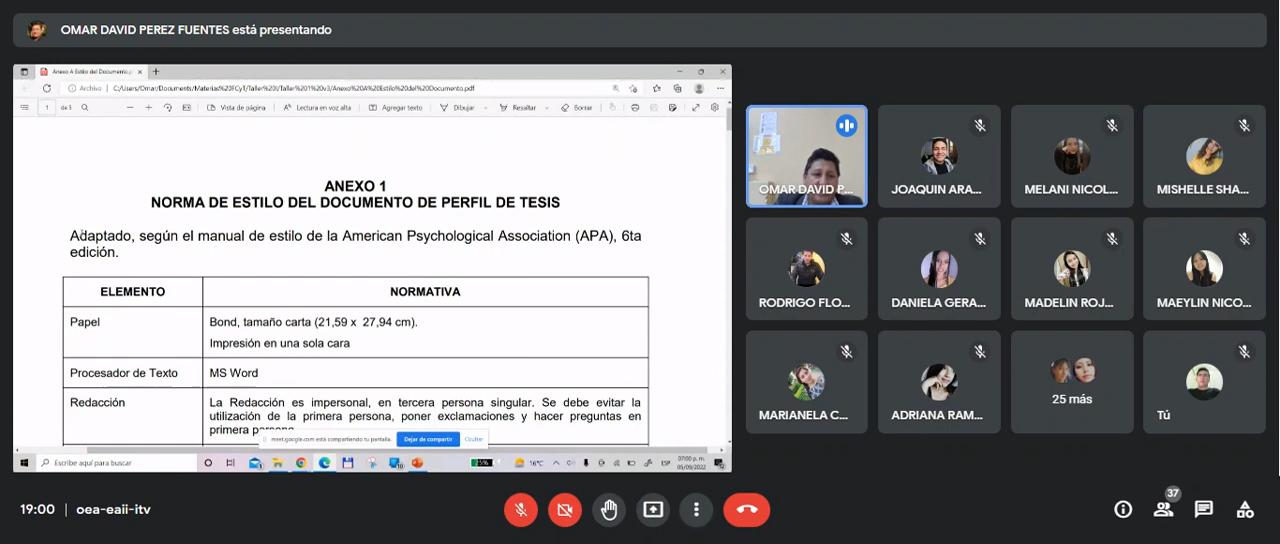 OMAR DAVID PEREZ FUENTES está presentando
Anexo A Estilo del Documento.p
Archivo | C:/Users/Omar/Documents/Materias%20FCyT/Taller%20I/Taller%201%20v3/Anexo%20A%20Estilo%20del%20Documento.pdf
1 de 5 Vista de página Lectura en voz alta Agregar texto Dibujar Resaltar Borrar
ANEXO 1
NORMA DE ESTILO DEL DOCUMENTO DE PERFIL DE TESIS
Adaptado, según el manual de estilo de la American Psychological Association (APA), 6ta
edición.
ELEMENTO NORMATIVA
Papel Bond, tamaño carta (21,59 x 27,94 cm).
Impresión en una sola cara
Procesador de Texto MS Word
Redacción La Redacción es impersonal, en tercera persona singular. Se debe evitar la
utilización de la primera persona, poner exclamaciones y hacer preguntas en
primera persona
meet.google.com está compartiendo tu pantalla. Dejar de compartir Ocultar
Escribe aquí para buscar
16°C
ESP
07:00 p. m.
05/09/2022
OMAR DAVID P...
JOAQUIN ARA...
MELANI NICOL...
MISHELLE SHA...
RODRIGO FLO...
DANIELA GERA...
MADELIN ROJ...
MAEYLIN NICO...
MARIANELA C...
ADRIANA RAM...
25 más
Tú
19:00 | oea-eaii-itv
37